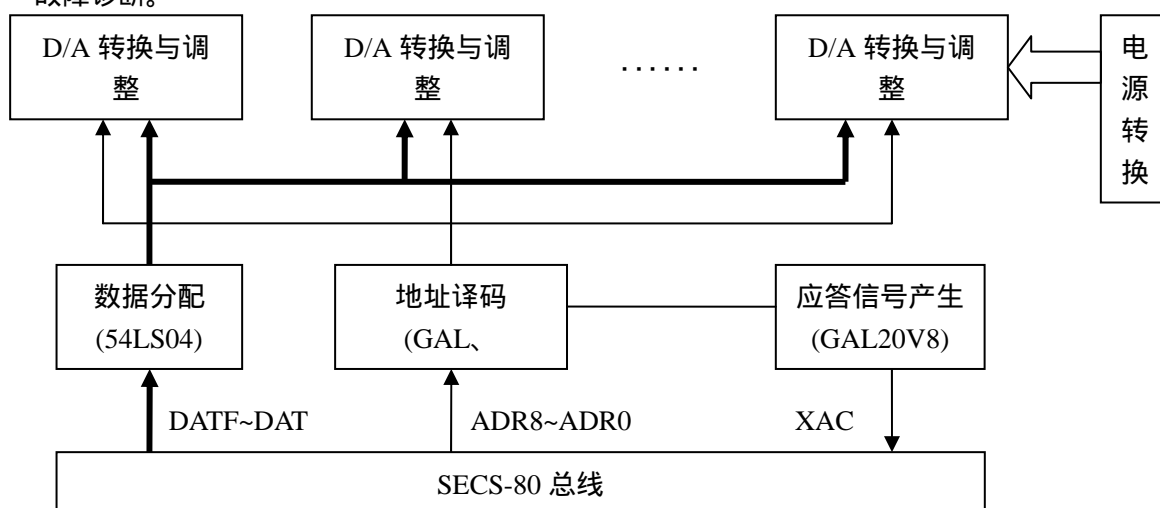 故障诊断。
D/A 转换与调
整
D/A 转换与调
整
······
D/A 转换与调
整
电
源
转
换
数据分配
(54LS04)
地址译码
(GAL、
应答信号产生
(GAL20V8)
DATF~DAT
ADR8~ADR0
XAC
SECS-80 总线